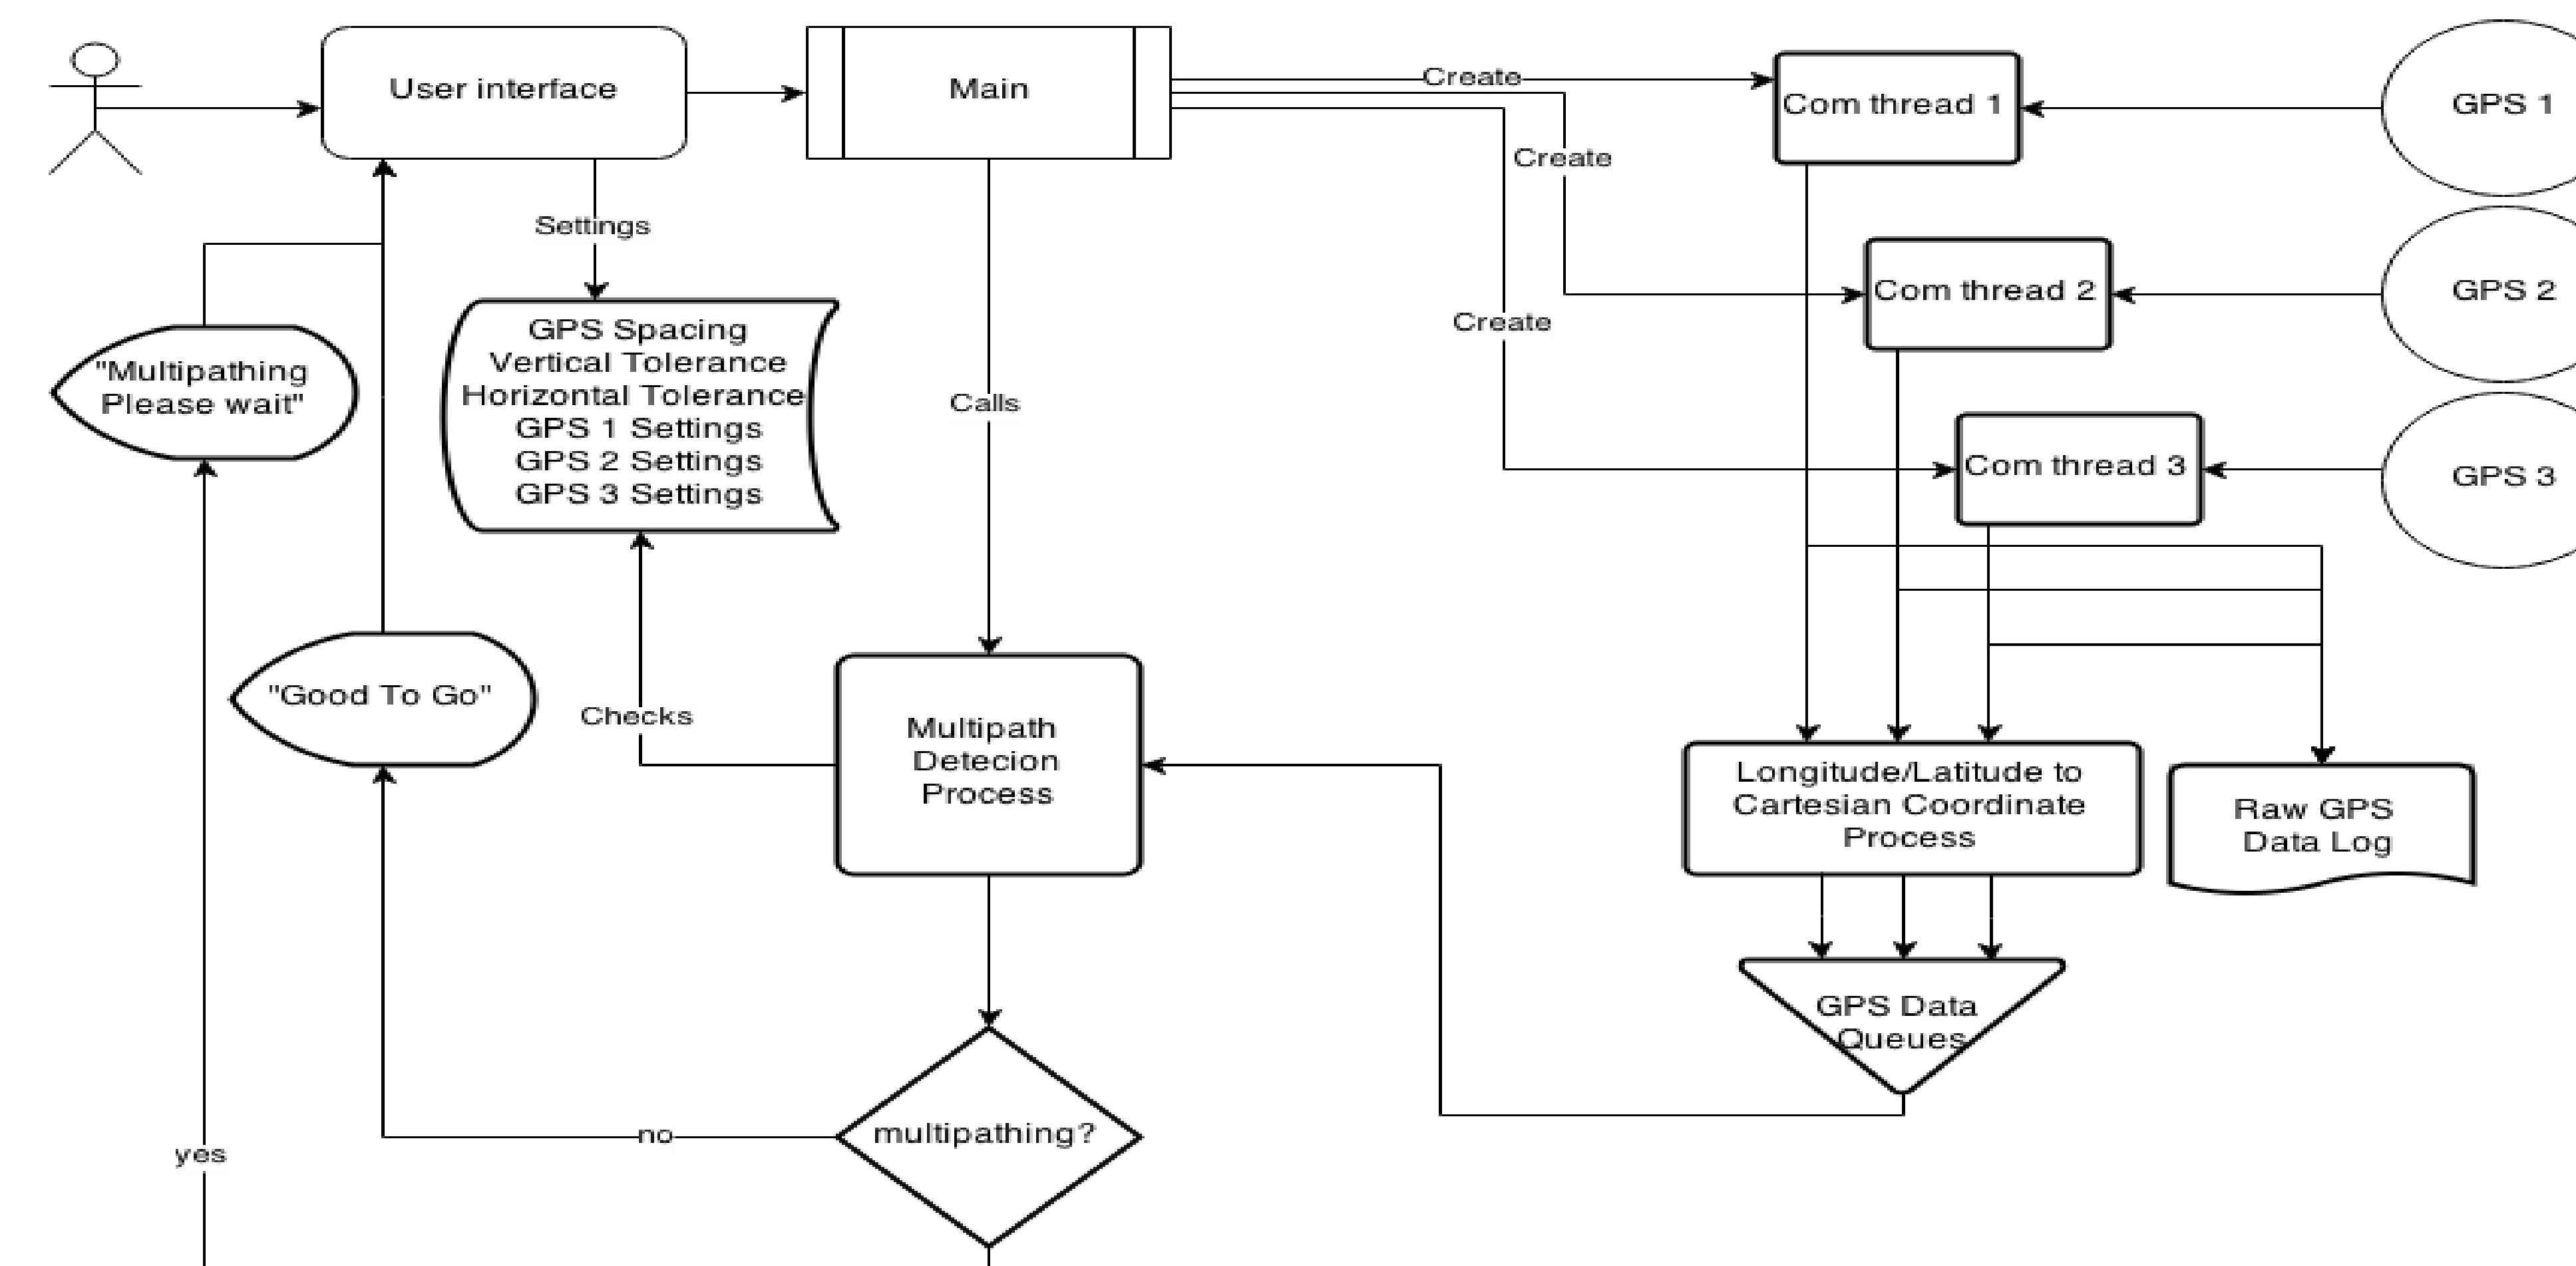 User interface
Main
Create
Com thread 1
GPS 1
Create
Settings
Com thread 2
GPS 2
Create
"Multipathing
Please wait"
GPS Spacing
Vertical Tolerance
Horizontal Tolerance
GPS 1 Settings
GPS 2 Settings
GPS 3 Settings
Calls
Com thread 3
GPS 3
"Good To Go"
Checks
Multipath
Detecion
Process
Longitude/Latitude to
Cartesian Coordinate
Process
Raw GPS
Data Log
GPS Data
Queues
multipathing?
no
yes